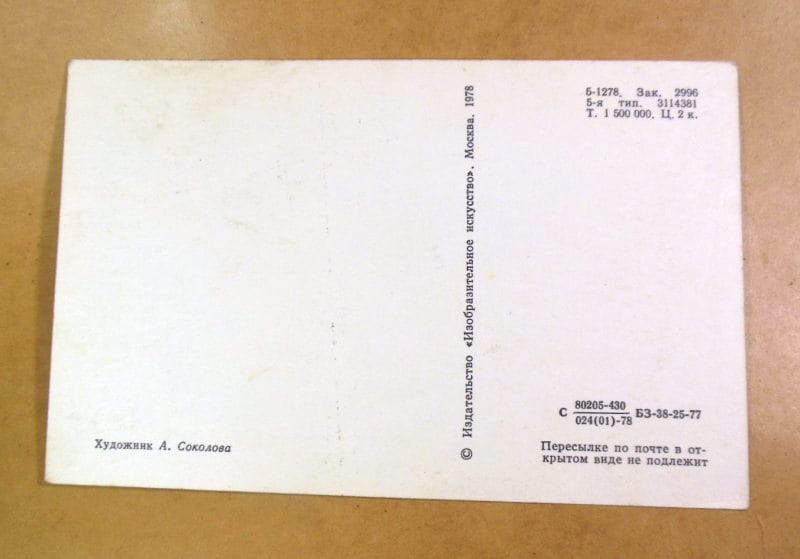 Художник А. Соколова
© Издательство «Изобразительное искусство». Москва. 1978
5-1278. Зак. 2996
5-я тип. 3114381
Т. 1 500 000. Ц. 2 к.
С 80205-430 БЗ-38-25-77
024(01)-78
Пересылке по почте в от-
крытом виде не подлежит